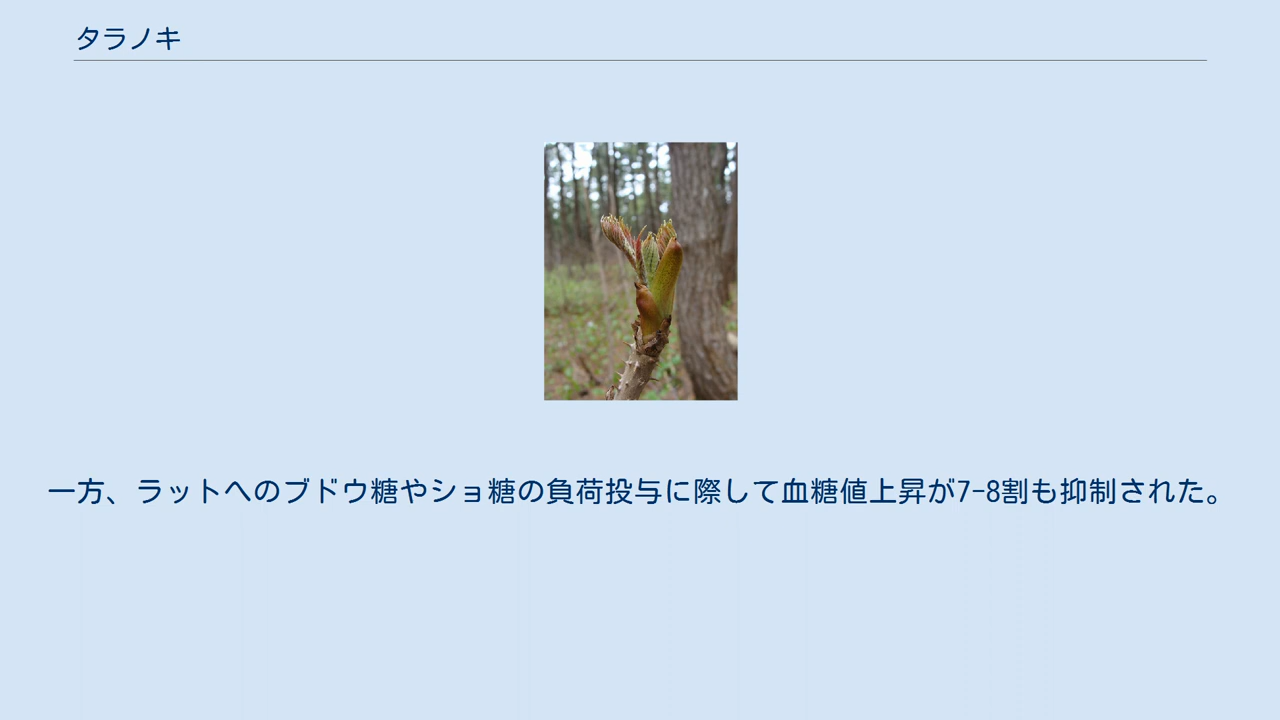 タラノキ
一方、ラットへのブドウ糖やショ糖の負荷投与に際して血糖値上昇が7-8割も抑制された。